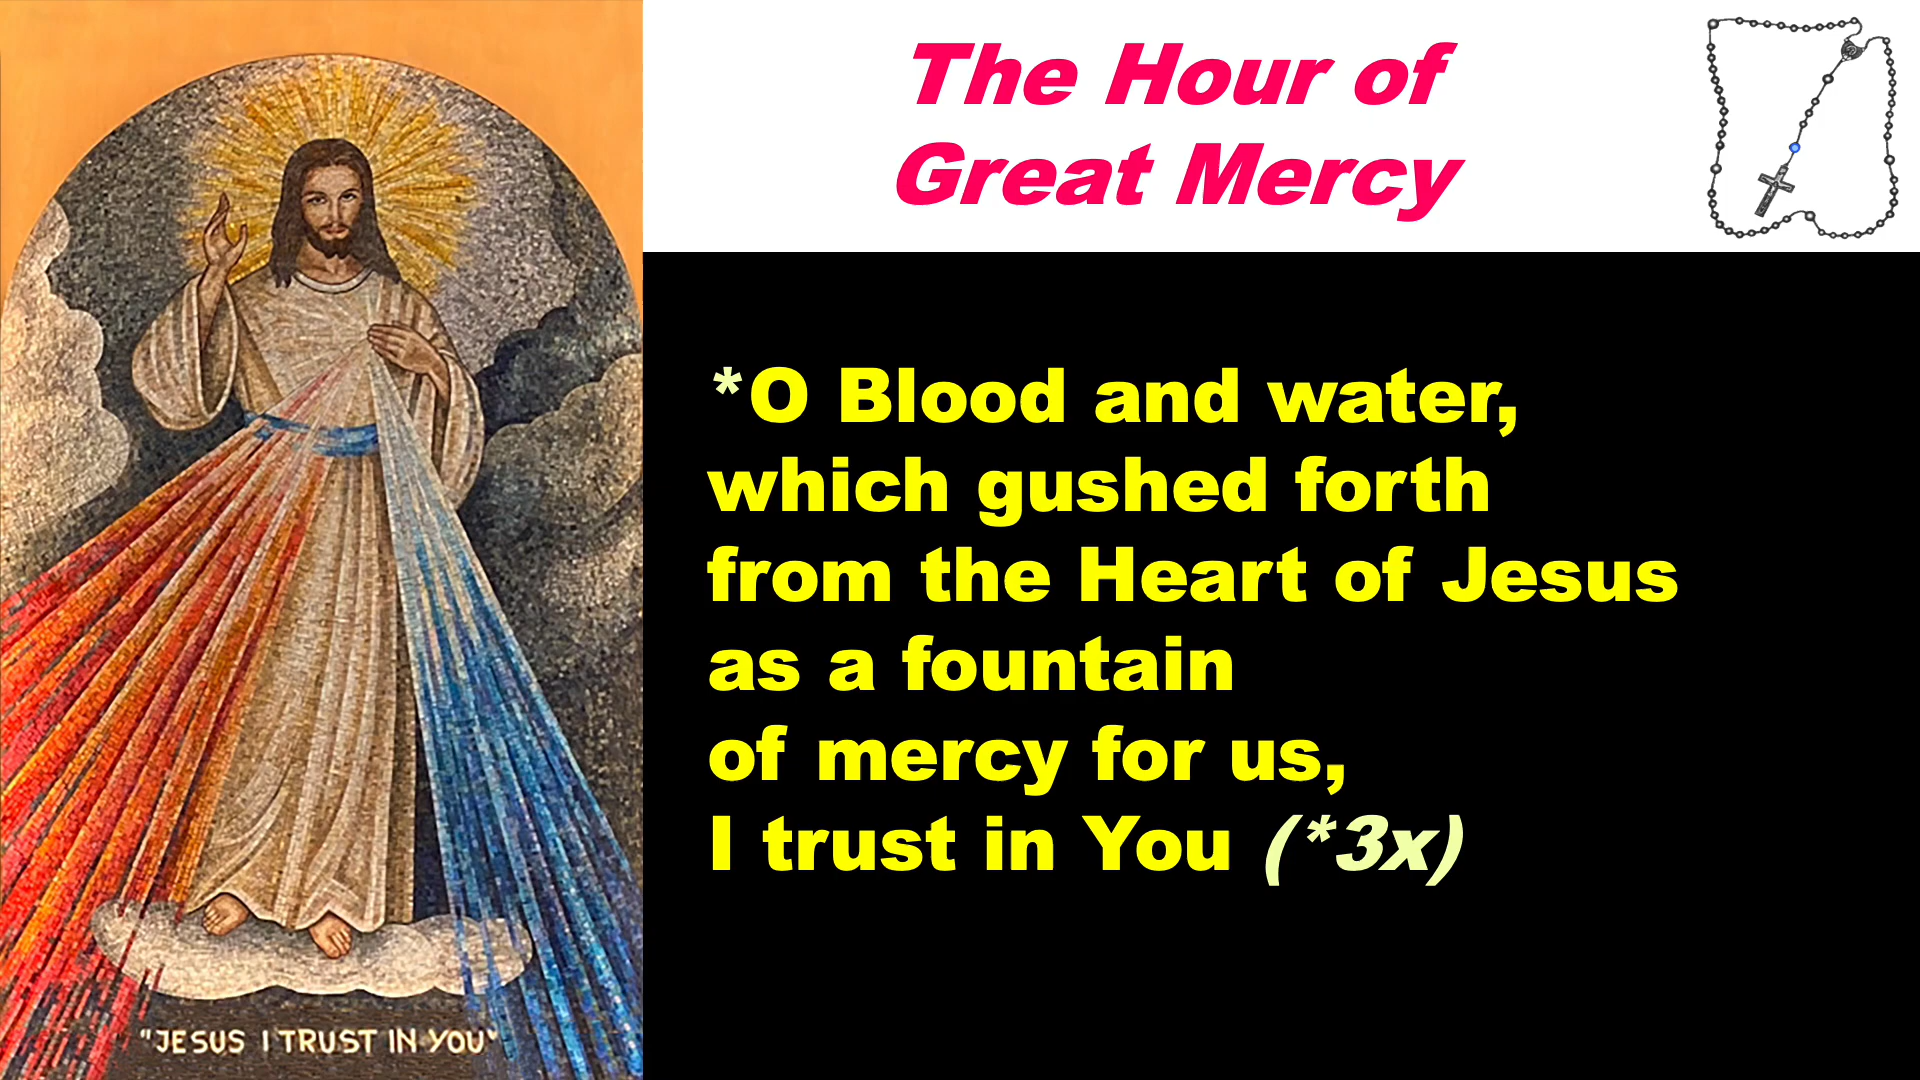 The Hour of
Great Mercy
*O Blood and water,
which gushed forth
from the Heart of Jesus
as a fountain
of mercy for us,
I trust in You (*3x)
"JESUS I TRUST IN YOU"